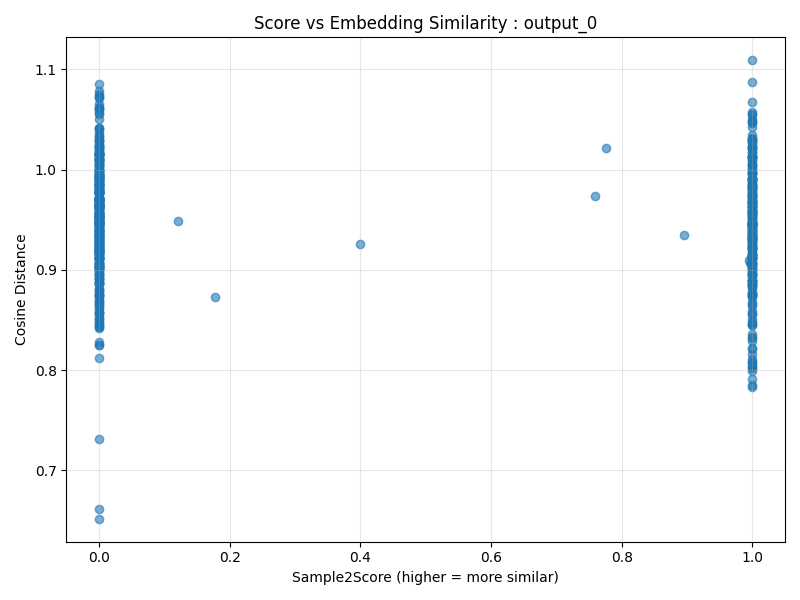 Score vs Embedding Similarity : output_0
Cosine Distance
1.1
1.0
0.9
0.8
0.7
0.0 0.2 0.4 0.6 0.8 1.0
Sample2Score (higher = more similar)